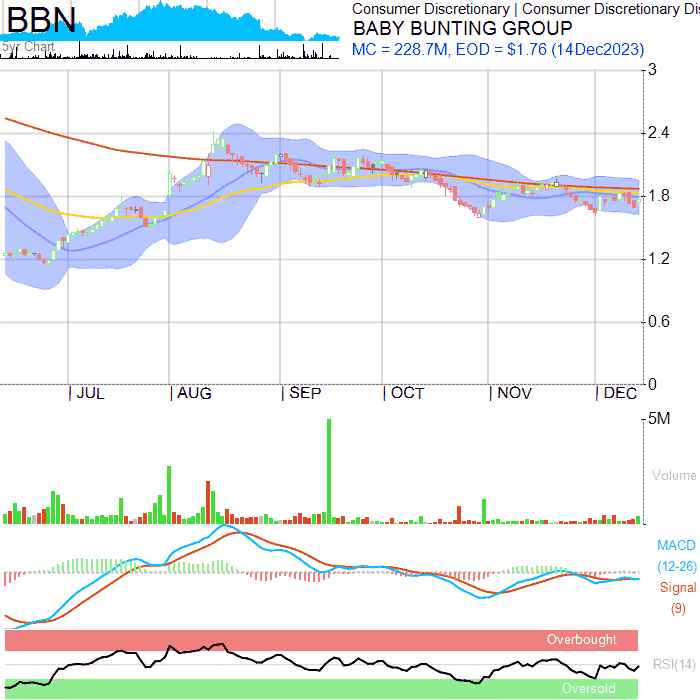 BBN
5yr Chart
Consumer Discretionary | Consumer Discretionary Dis
BABY BUNTING GROUP
MC = 228.7M, EOD = $1.76 (14Dec2023)
3
2.4
1.8
1.2
0.6
0
JUL AUG SEP OCT NOV DEC
5M
Volume
MACD
(12-26)
Signal
(9)
Overbought
RSI(14)
Oversold